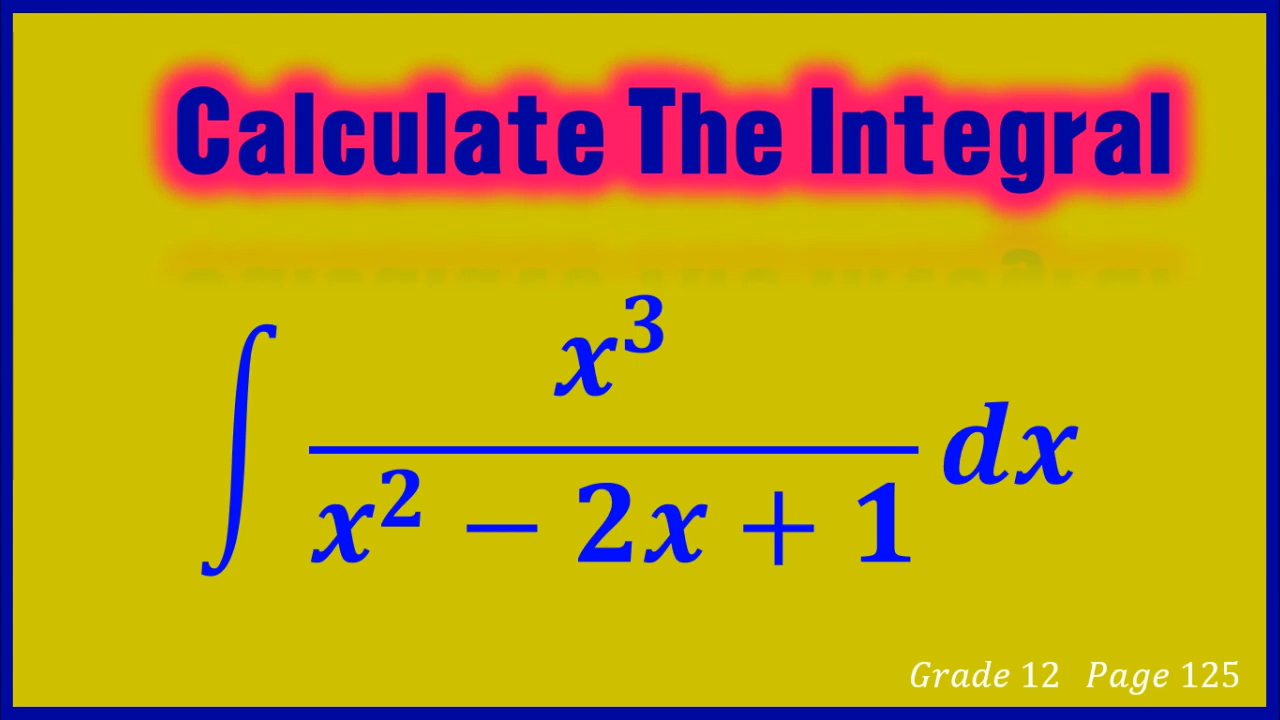 Calculate The Integral
∫ x³ / (x² − 2x + 1) dx
Grade 12 Page 125